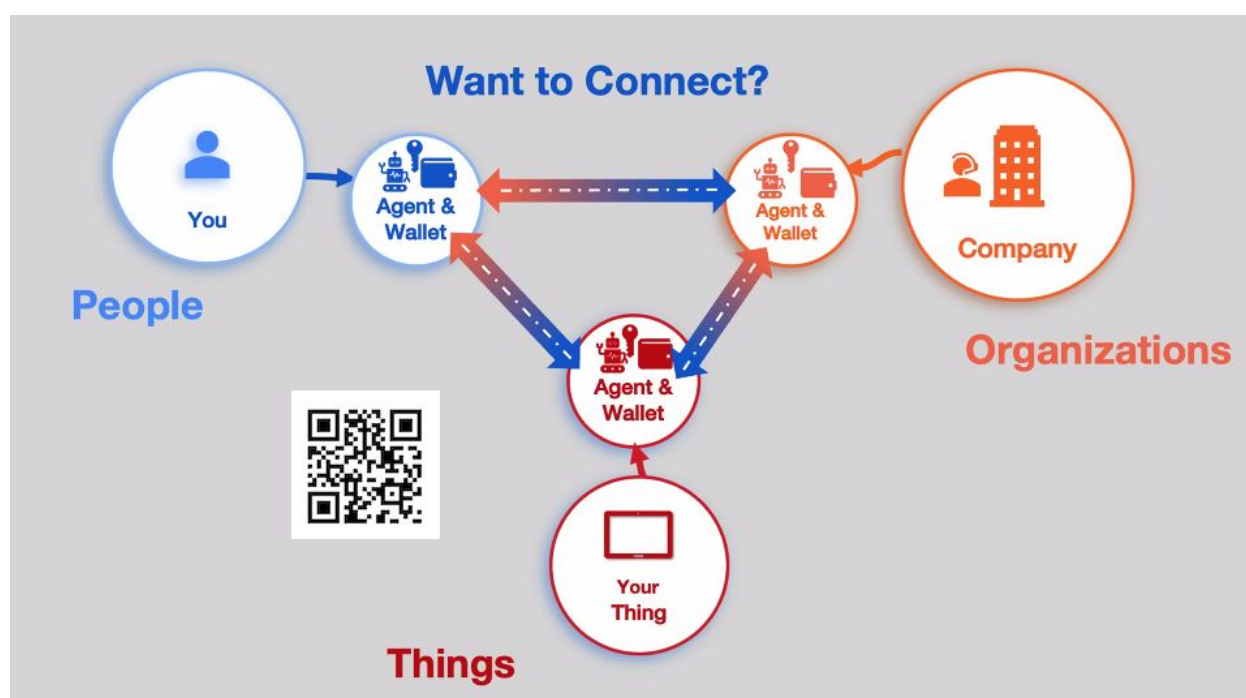 Want to Connect?
You
Agent &
Wallet
Agent &
Wallet
Company
People
Organizations
Agent &
Wallet
Your
Thing
Things